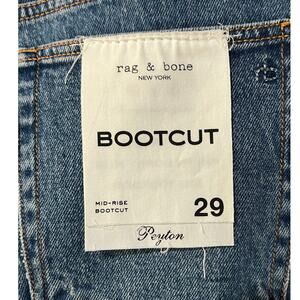 rag & bone
NEW YORK
BOOTCUT
MID-RISE
BOOTCUT
29
Peyton